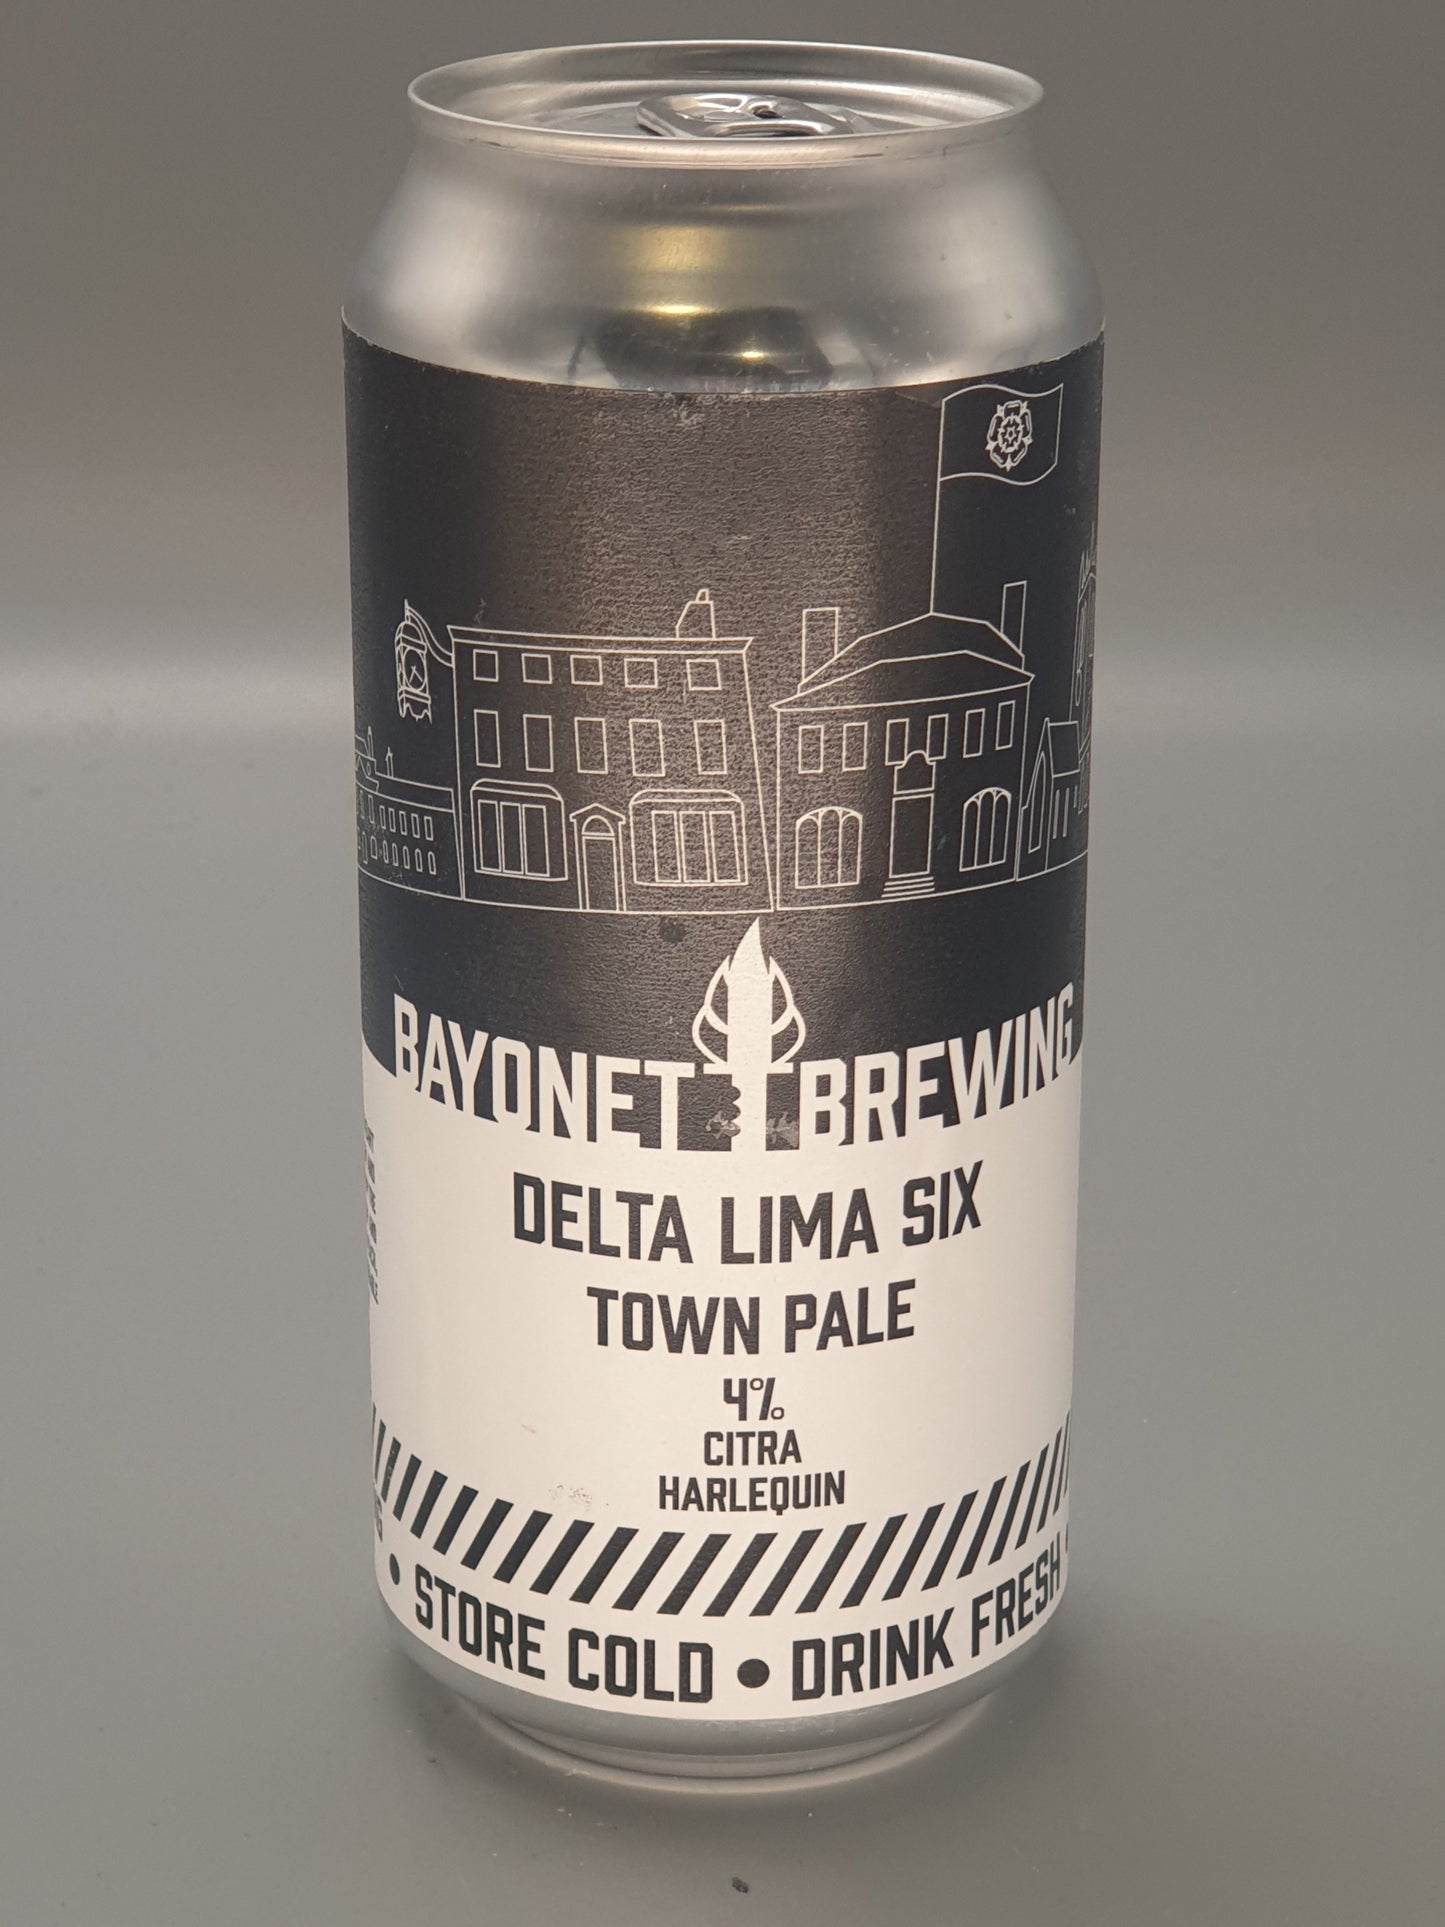 BAYONET BREWING
DELTA LIMA SIX
TOWN PALE
4%
CITRA
HARLEQUIN
• STORE COLD • DRINK FRESH